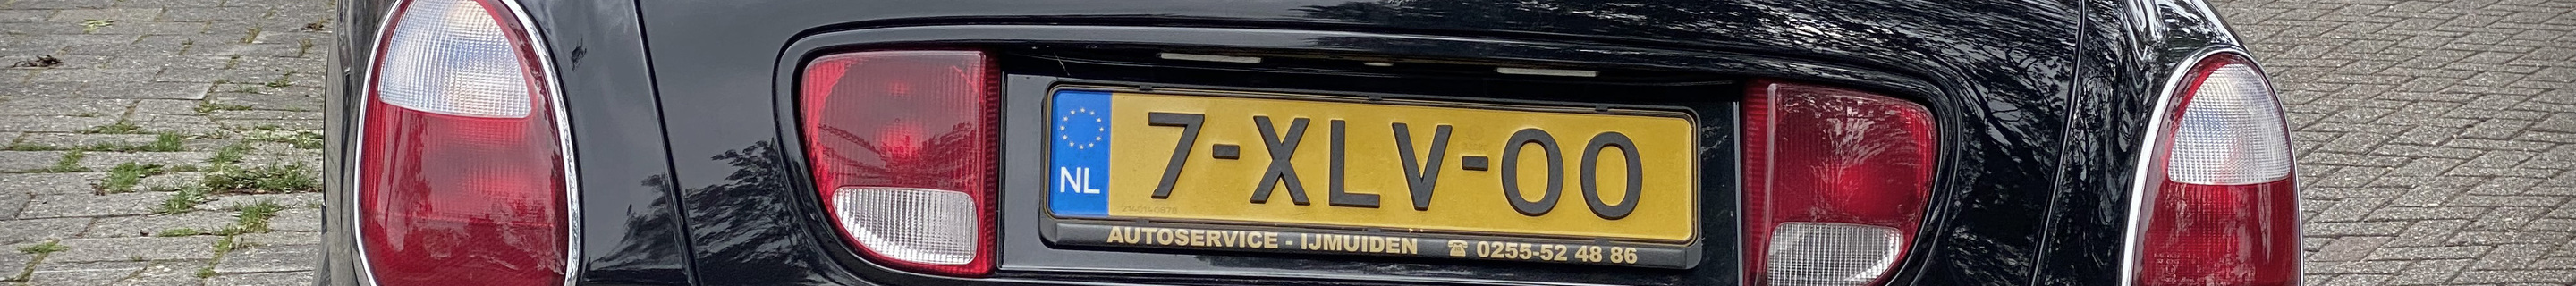 NL 7-XLV-00
AUTOSERVICE - IJMUIDEN ☎ 0255-52 48 86